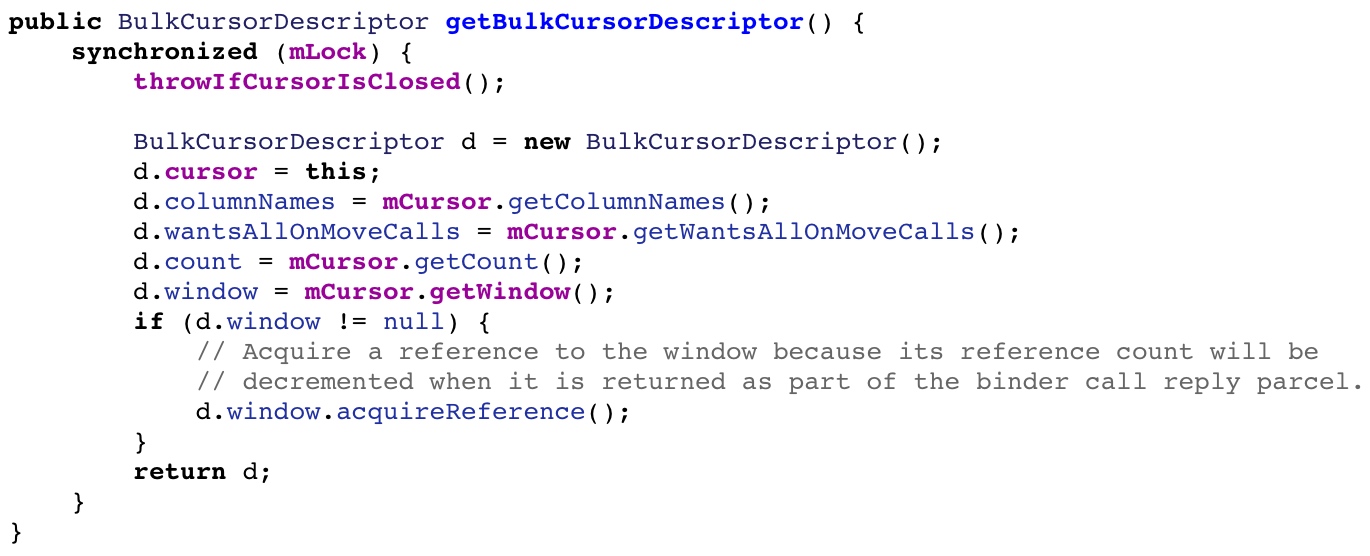 public BulkCursorDescriptor getBulkCursorDescriptor() {
    synchronized (mLock) {
        throwIfCursorIsClosed();

        BulkCursorDescriptor d = new BulkCursorDescriptor();
        d.cursor = this;
        d.columnNames = mCursor.getColumnNames();
        d.wantsAllOnMoveCalls = mCursor.getWantsAllOnMoveCalls();
        d.count = mCursor.getCount();
        d.window = mCursor.getWindow();
        if (d.window != null) {
            // Acquire a reference to the window because its reference count will be
            // decremented when it is returned as part of the binder call reply parcel.
            d.window.acquireReference();
        }
        return d;
    }
}